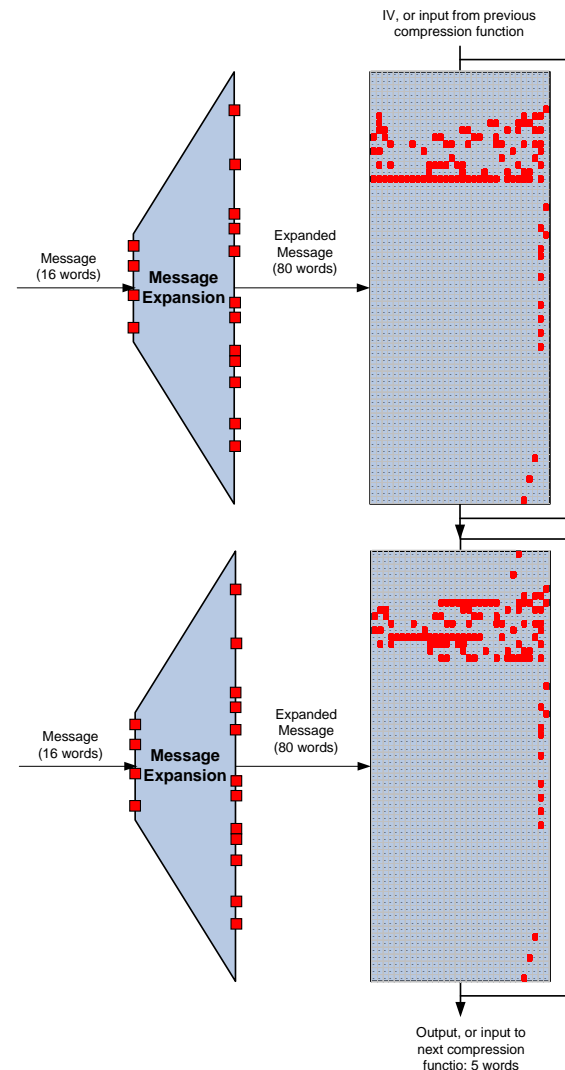 IV, or input from previous
compression function
Message
(16 words)
Message
Expansion
Expanded
Message
(80 words)
Message
(16 words)
Message
Expansion
Expanded
Message
(80 words)
Output, or input to
next compression
functio: 5 words